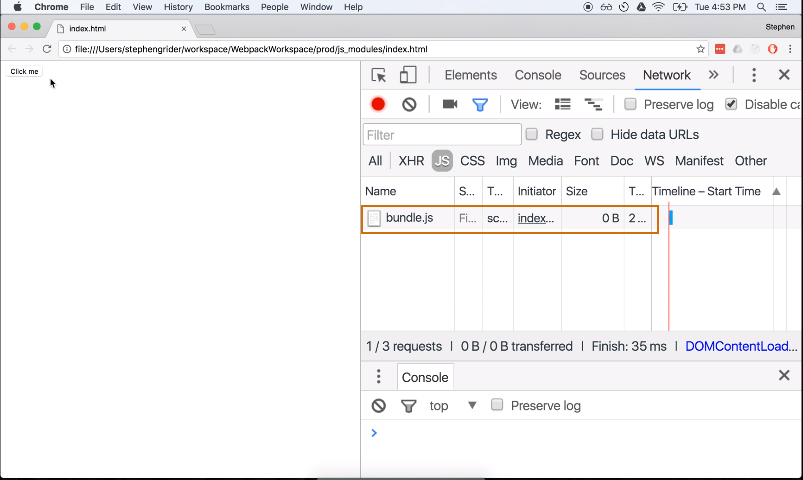 Chrome File Edit View History Bookmarks People Window Help Tue 4:53 PM
index.html Stephen
file:///Users/stephengrider/workspace/WebpackWorkspace/prod/js_modules/index.html
Click me
Elements Console Sources Network »
View: Preserve log Disable ca
Filter Regex Hide data URLs
All XHR JS CSS Img Media Font Doc WS Manifest Other
Name S... T... Initiator Size T... Timeline – Start Time
bundle.js Fi... sc... index... 0 B 2 ...
1 / 3 requests | 0 B / 0 B transferred | Finish: 35 ms | DOMContentLoad...
Console
top Preserve log